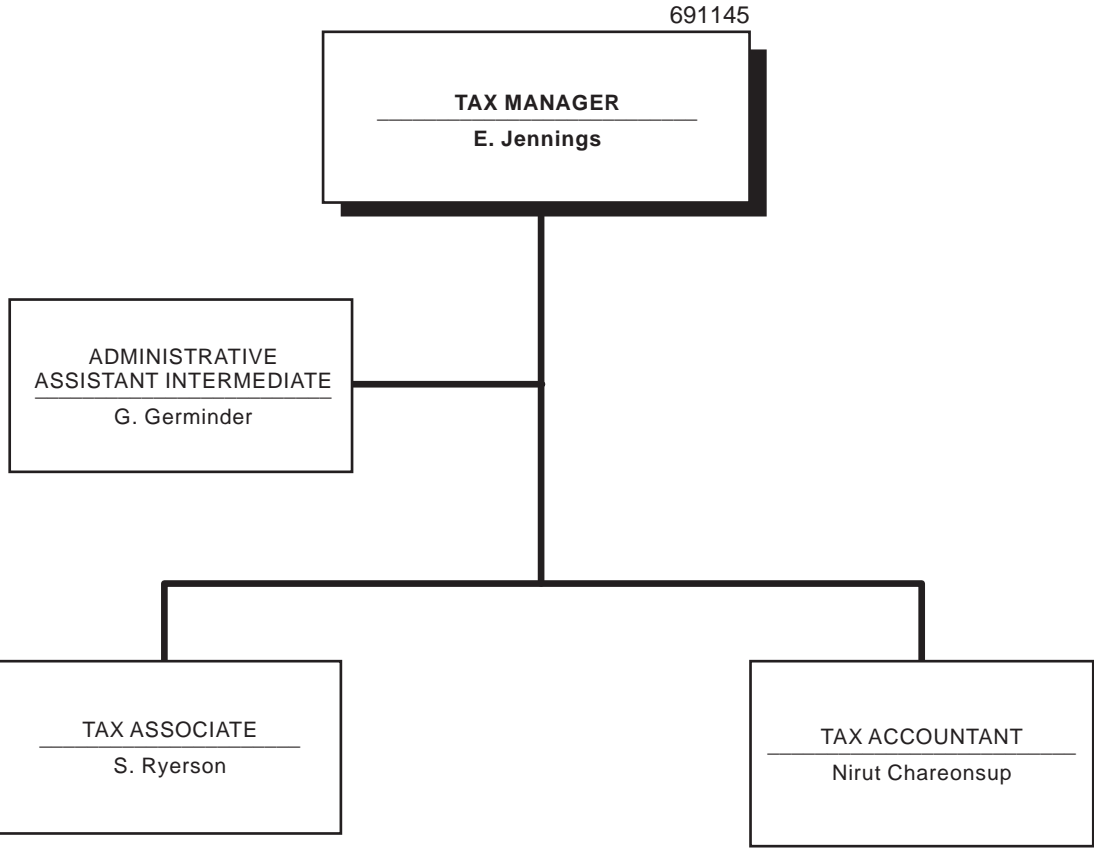 691145
TAX MANAGER
E. Jennings
ADMINISTRATIVE
ASSISTANT INTERMEDIATE
G. Germinder
TAX ASSOCIATE
S. Ryerson
TAX ACCOUNTANT
Nirut Chareonsup